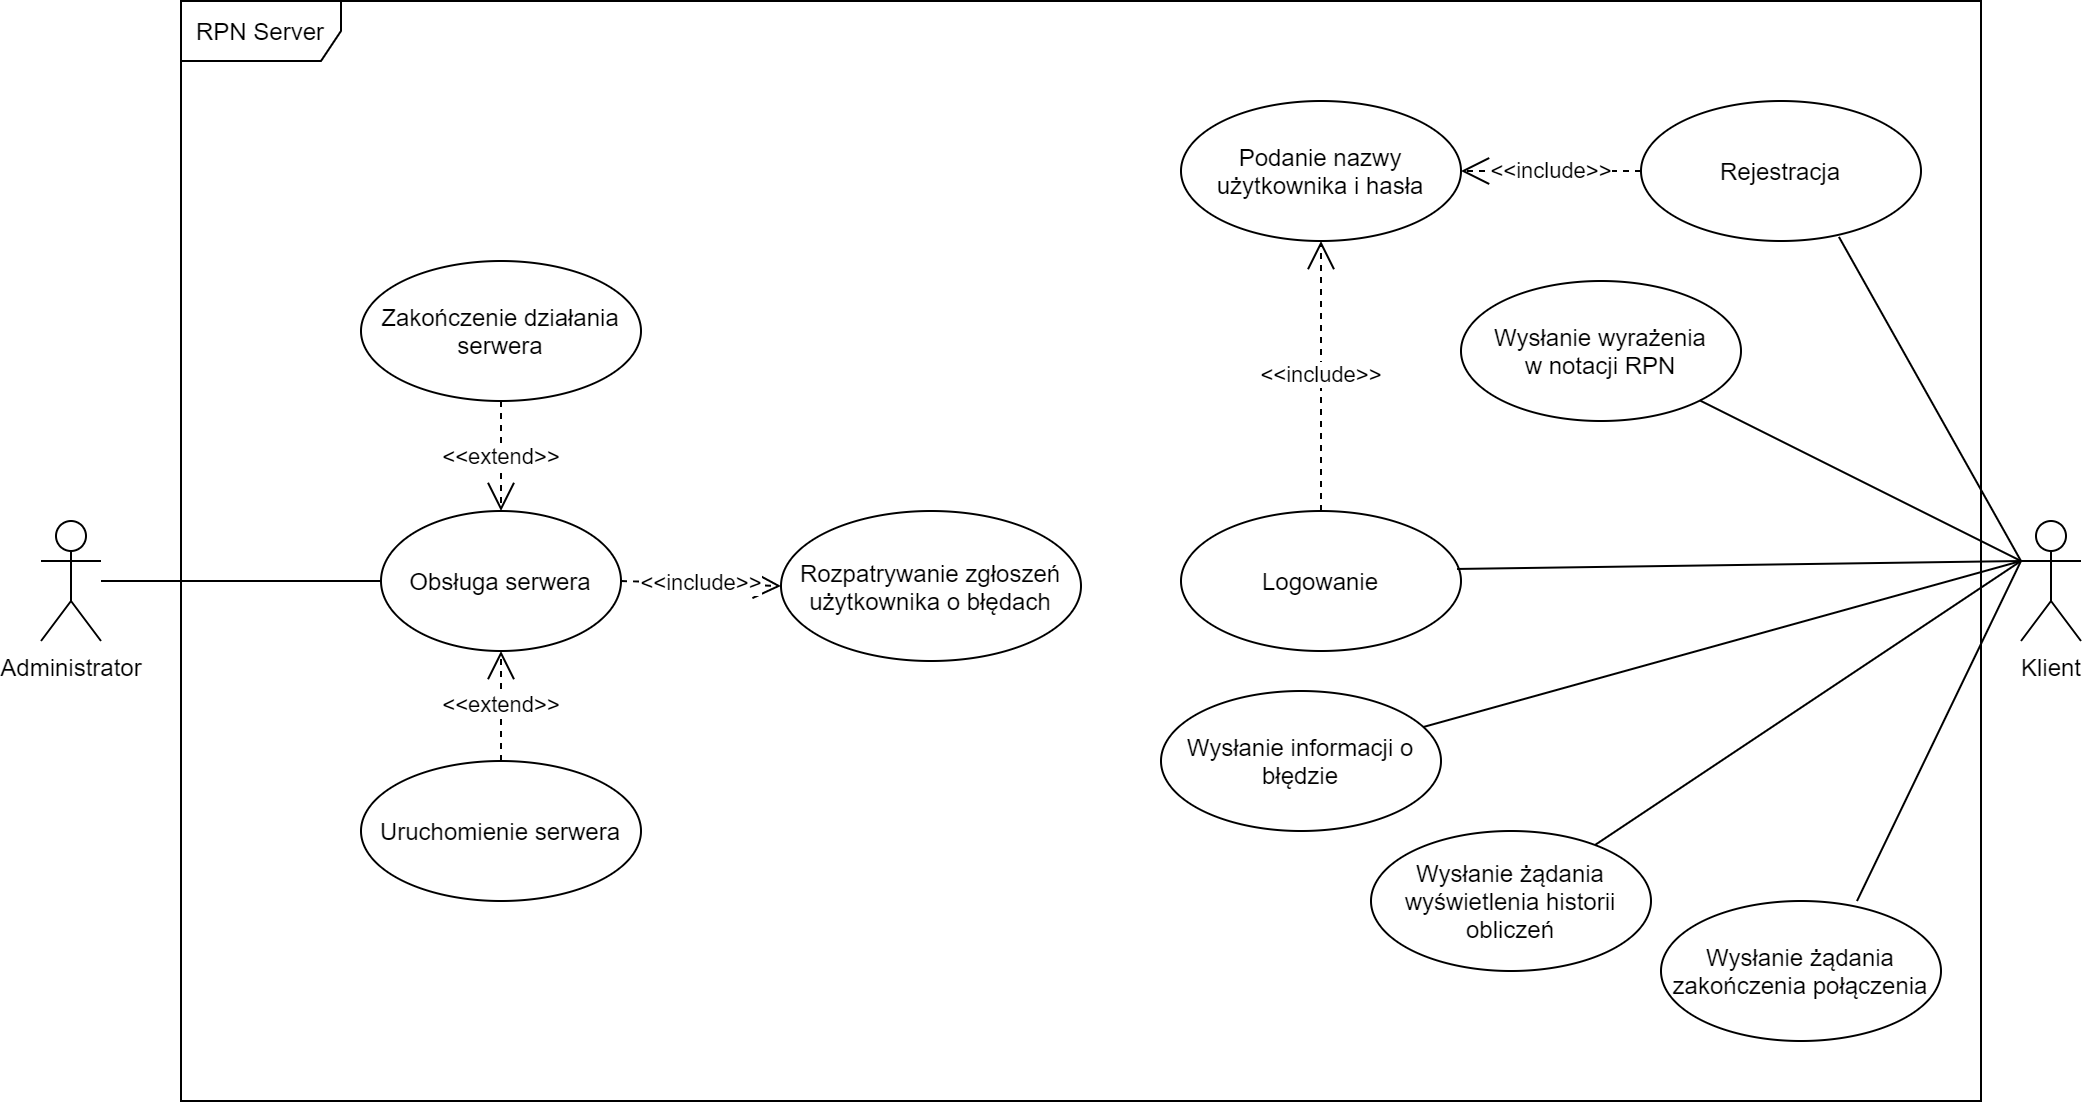 RPN Server
Podanie nazwy
użytkownika i hasła
<<include>>
Rejestracja
Zakończenie działania
serwera
Wysłanie wyrażenia
w notacji RPN
<<include>>
<<extend>>
Administrator
Obsługa serwera
<<include>>
Rozpatrywanie zgłoszeń
użytkownika o błędach
Logowanie
Klient
<<extend>>
Wysłanie informacji o
błędzie
Uruchomienie serwera
Wysłanie żądania
wyświetlenia historii
obliczeń
Wysłanie żądania
zakończenia połączenia